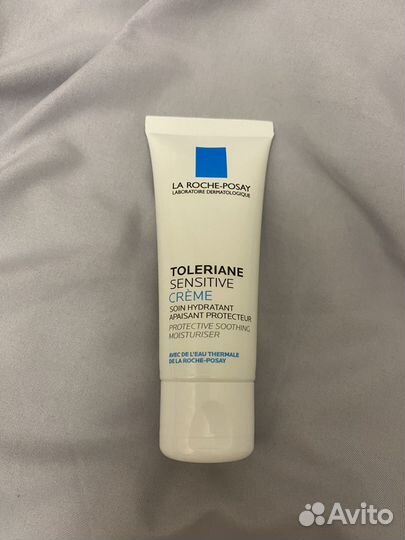 LA ROCHE-POSAY
LABORATOIRE DERMATOLOGIQUE
TOLERIANE
SENSITIVE
CRÈME
SOIN HYDRATANT
APAISANT PROTECTEUR
PROTECTIVE SOOTHING
MOISTURISER
AVEC DE L'EAU THERMALE
DE LA ROCHE-POSAY
Avito